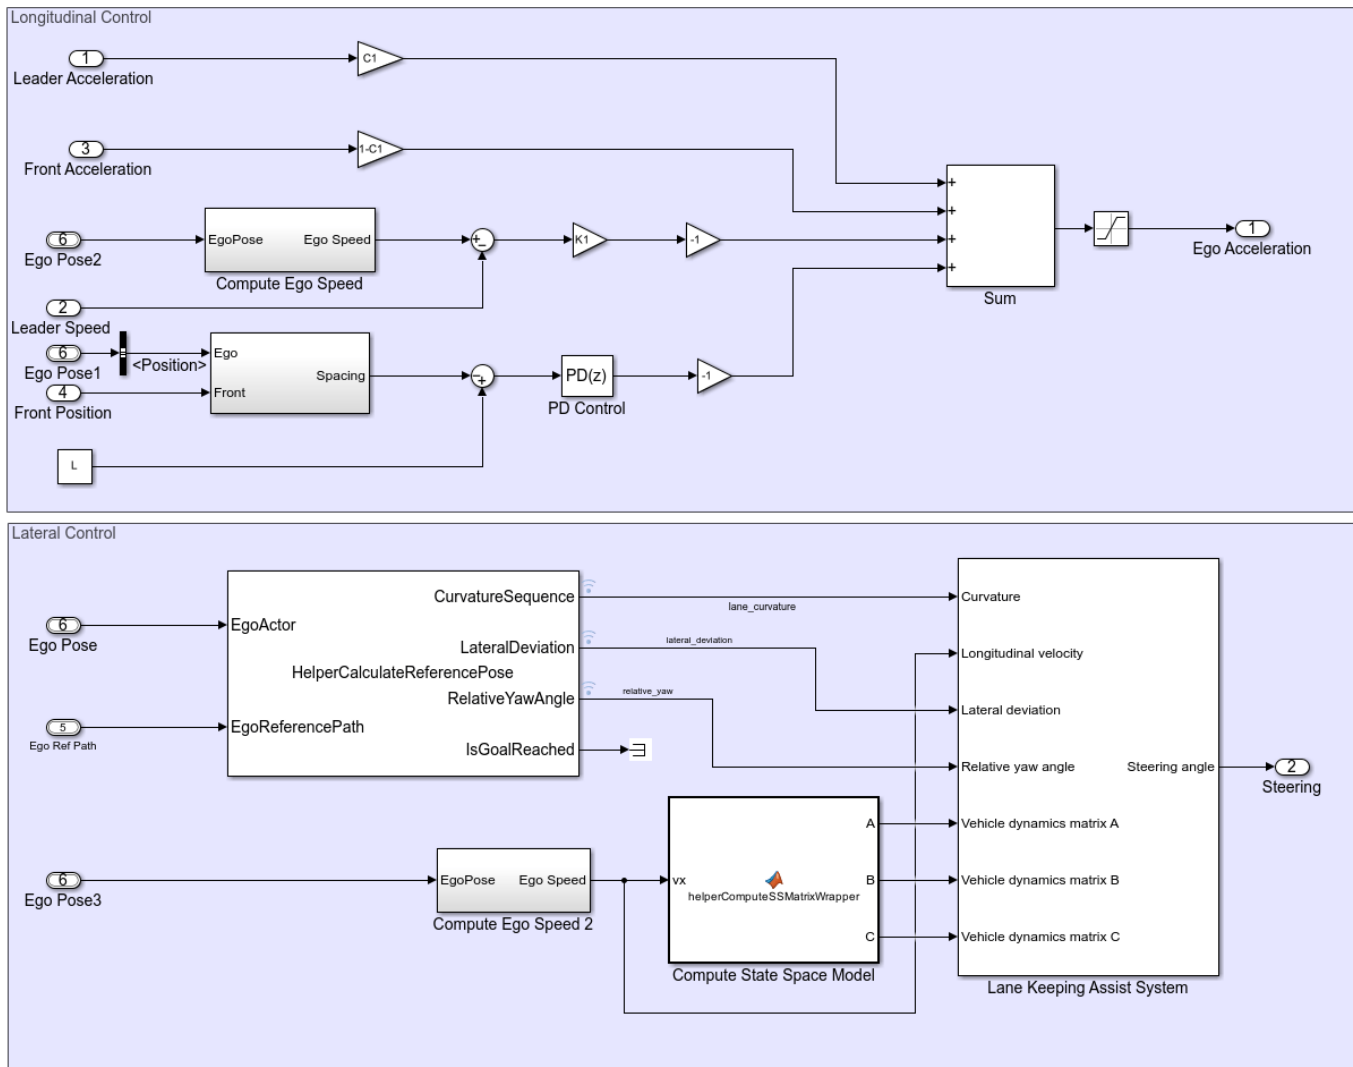 Longitudinal Control
1
Leader Acceleration
C1
3
Front Acceleration
1-C1
6
Ego Pose2
EgoPose
Ego Speed
Compute Ego Speed
+
−
K1
-1
2
Leader Speed
6
Ego Pose1
<Position>
4
Front Position
Ego
Front
Spacing
−
+
PD(z)
PD Control
-1
L
+
+
+
+
Sum
1
Ego Acceleration
Lateral Control
6
Ego Pose
5
Ego Ref Path
EgoActor
EgoReferencePath
HelperCalculateReferencePose
CurvatureSequence
LateralDeviation
RelativeYawAngle
IsGoalReached
lane_curvature
lateral_deviation
relative_yaw
6
Ego Pose3
EgoPose
Ego Speed
Compute Ego Speed 2
vx
helperComputeSSMatrixWrapper
A
B
C
Compute State Space Model
Curvature
Longitudinal velocity
Lateral deviation
Relative yaw angle
Vehicle dynamics matrix A
Vehicle dynamics matrix B
Vehicle dynamics matrix C
Steering angle
Lane Keeping Assist System
2
Steering